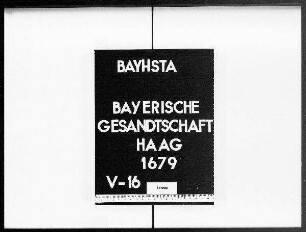 BAYHSTA
BAYERISCHE
GESANDTSCHAFT
HAAG
1679
V-16